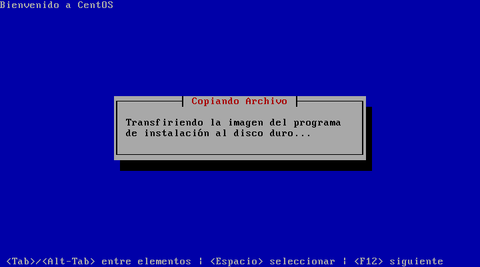 Bienvenido a CentOS
Copiando Archivo
Transfiriendo la imagen del programa
de instalación al disco duro...
<Tab>/<Alt-Tab> entre elementos | <Espacio> seleccionar | <F12> siguiente